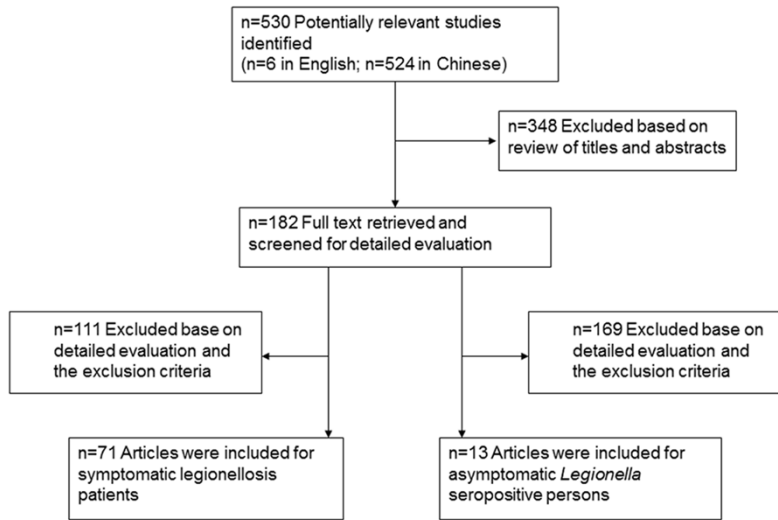 n=530 Potentially relevant studies
identified
(n=6 in English; n=524 in Chinese)
n=348 Excluded based on
review of titles and abstracts
n=182 Full text retrieved and
screened for detailed evaluation
n=111 Excluded base on
detailed evaluation and
the exclusion criteria
n=169 Excluded base on
detailed evaluation and
the exclusion criteria
n=71 Articles were included for
symptomatic legionellosis
patients
n=13 Articles were included for
asymptomatic Legionella
seropositive persons